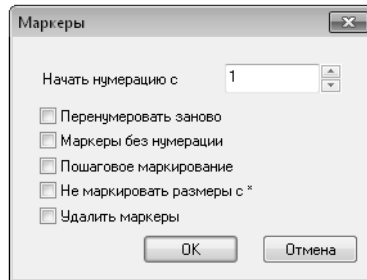 Маркеры
Начать нумерацию с 1
Перенумеровать заново
Маркеры без нумерации
Пошаговое маркирование
Не маркировать размеры с *
Удалить маркеры
OK Отмена